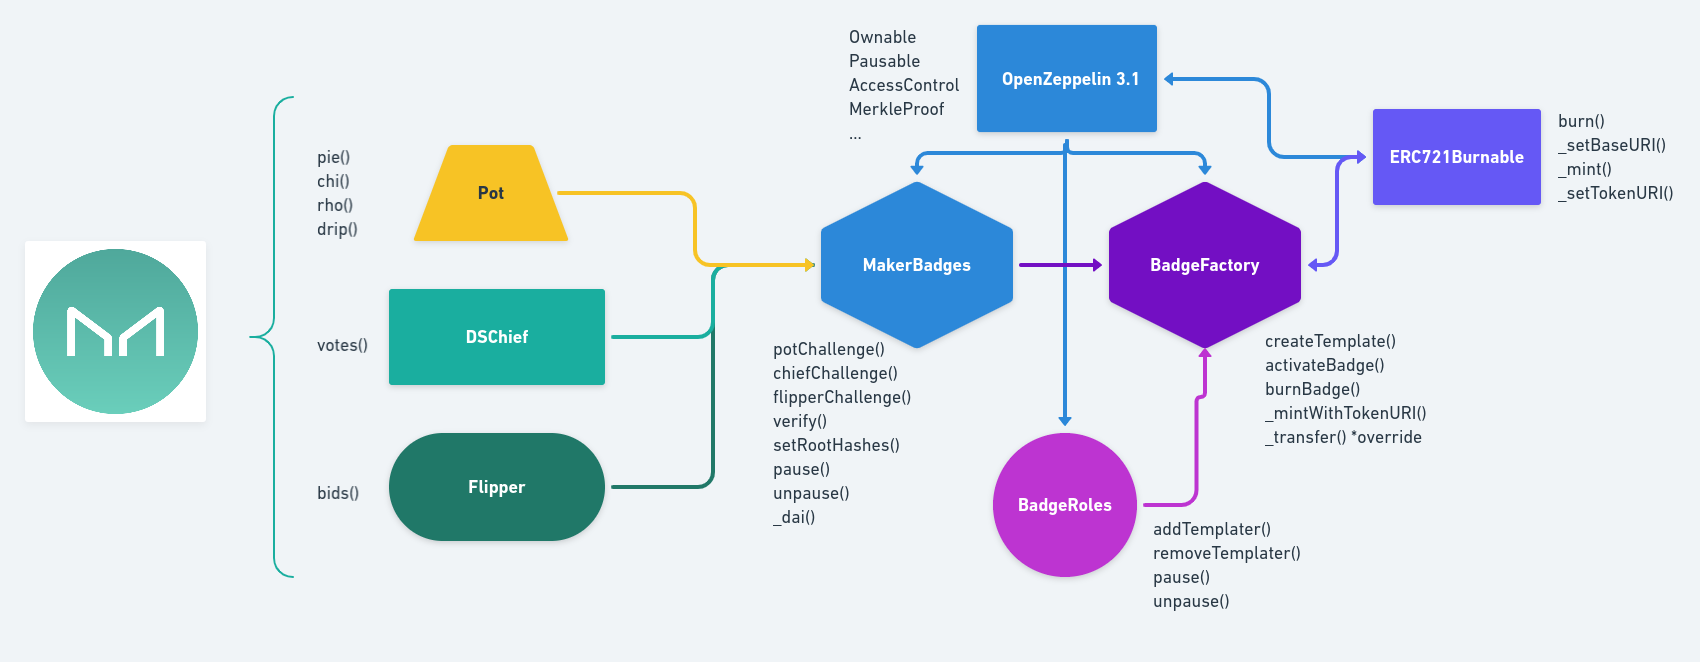 pie()
chi()
rho()
drip()
Pot
votes()
DSChief
bids()
Flipper
Ownable
Pausable
AccessControl
MerkleProof
...
OpenZeppelin 3.1
MakerBadges
potChallenge()
chiefChallenge()
flipperChallenge()
verify()
setRootHashes()
pause()
unpause()
_dai()
BadgeFactory
createTemplate()
activateBadge()
burnBadge()
_mintWithTokenURI()
_transfer() *override
BadgeRoles
addTemplater()
removeTemplater()
pause()
unpause()
ERC721Burnable
burn()
_setBaseURI()
_mint()
_setTokenURI()